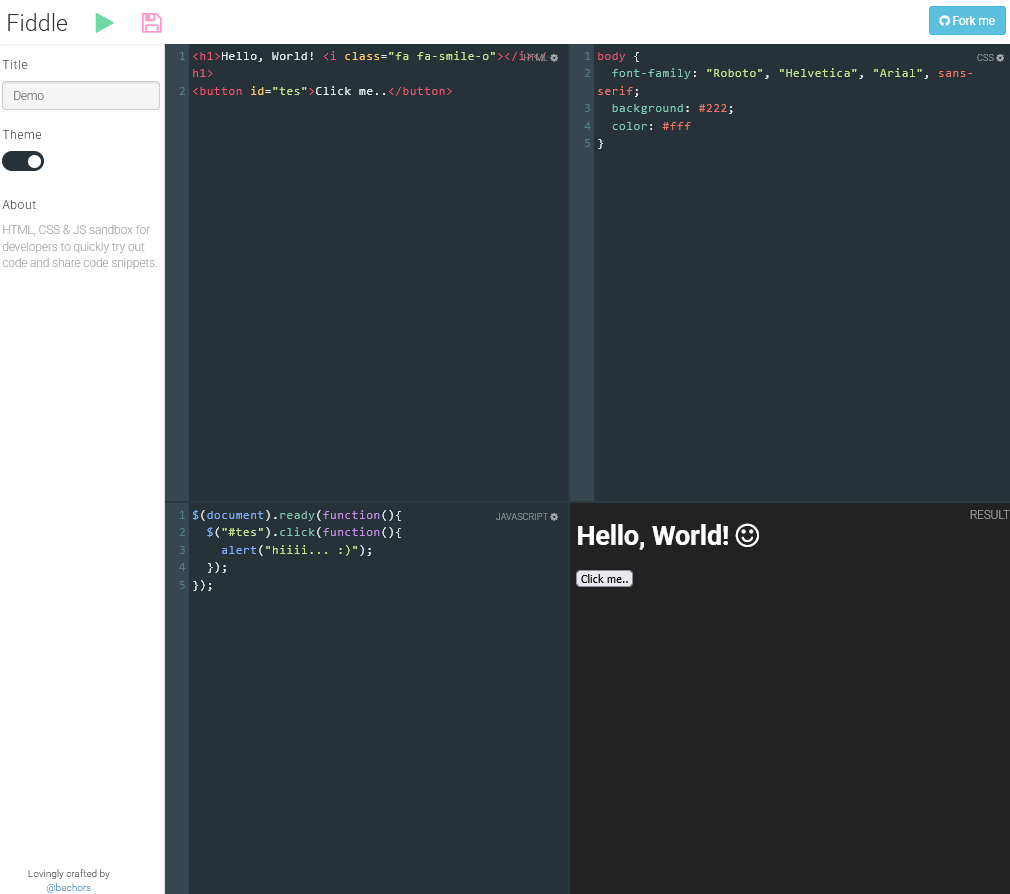 Fiddle
Fork me
Title
Demo
Theme
About
HTML, CSS & JS sandbox for
developers to quickly try out
code and share code snippets.
Lovingly crafted by
@bachors
HTML
1 <h1>Hello, World! <i class="fa fa-smile-o"></i></
h1>
2 <button id="tes">Click me..</button>
CSS
1 body {
2 font-family: "Roboto", "Helvetica", "Arial", sans-
serif;
3 background: #222;
4 color: #fff
5 }
JAVASCRIPT
1 $(document).ready(function(){
2 $("#tes").click(function(){
3 alert("hiiii... :)");
4 });
5 });
RESULT
Hello, World!
Click me..